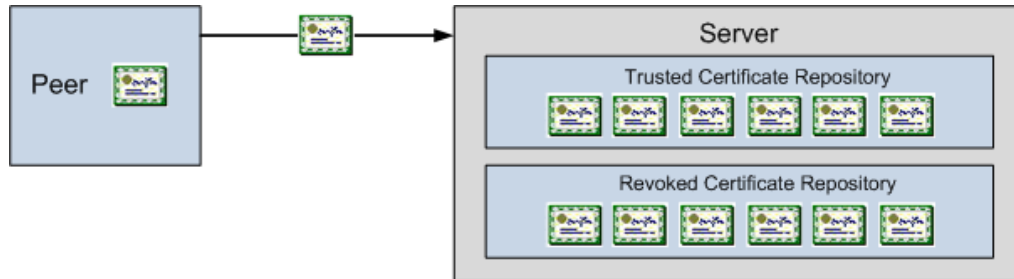 Peer
Server
Trusted Certificate Repository
Revoked Certificate Repository